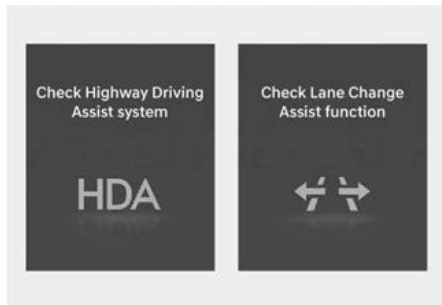 Check Highway Driving
Assist system
HDA
Check Lane Change
Assist function